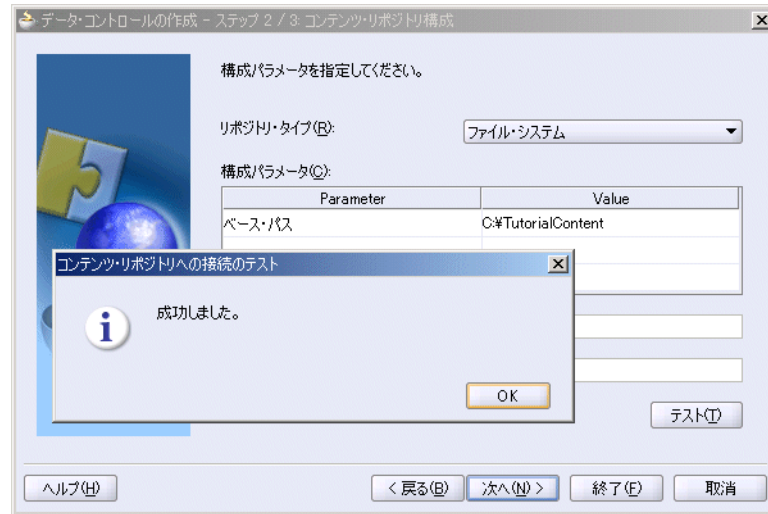 データ・コントロールの作成 - ステップ 2 / 3: コンテンツ・リポジトリ構成
構成パラメータを指定してください。
リポジトリ・タイプ(R):
ファイル・システム
構成パラメータ(C):
Parameter Value
ベース・パス C:¥TutorialContent
コンテンツ・リポジトリへの接続のテスト
成功しました。
OK
テスト(T)
ヘルプ(H) < 戻る(B) 次へ(N) > 終了(F) 取消